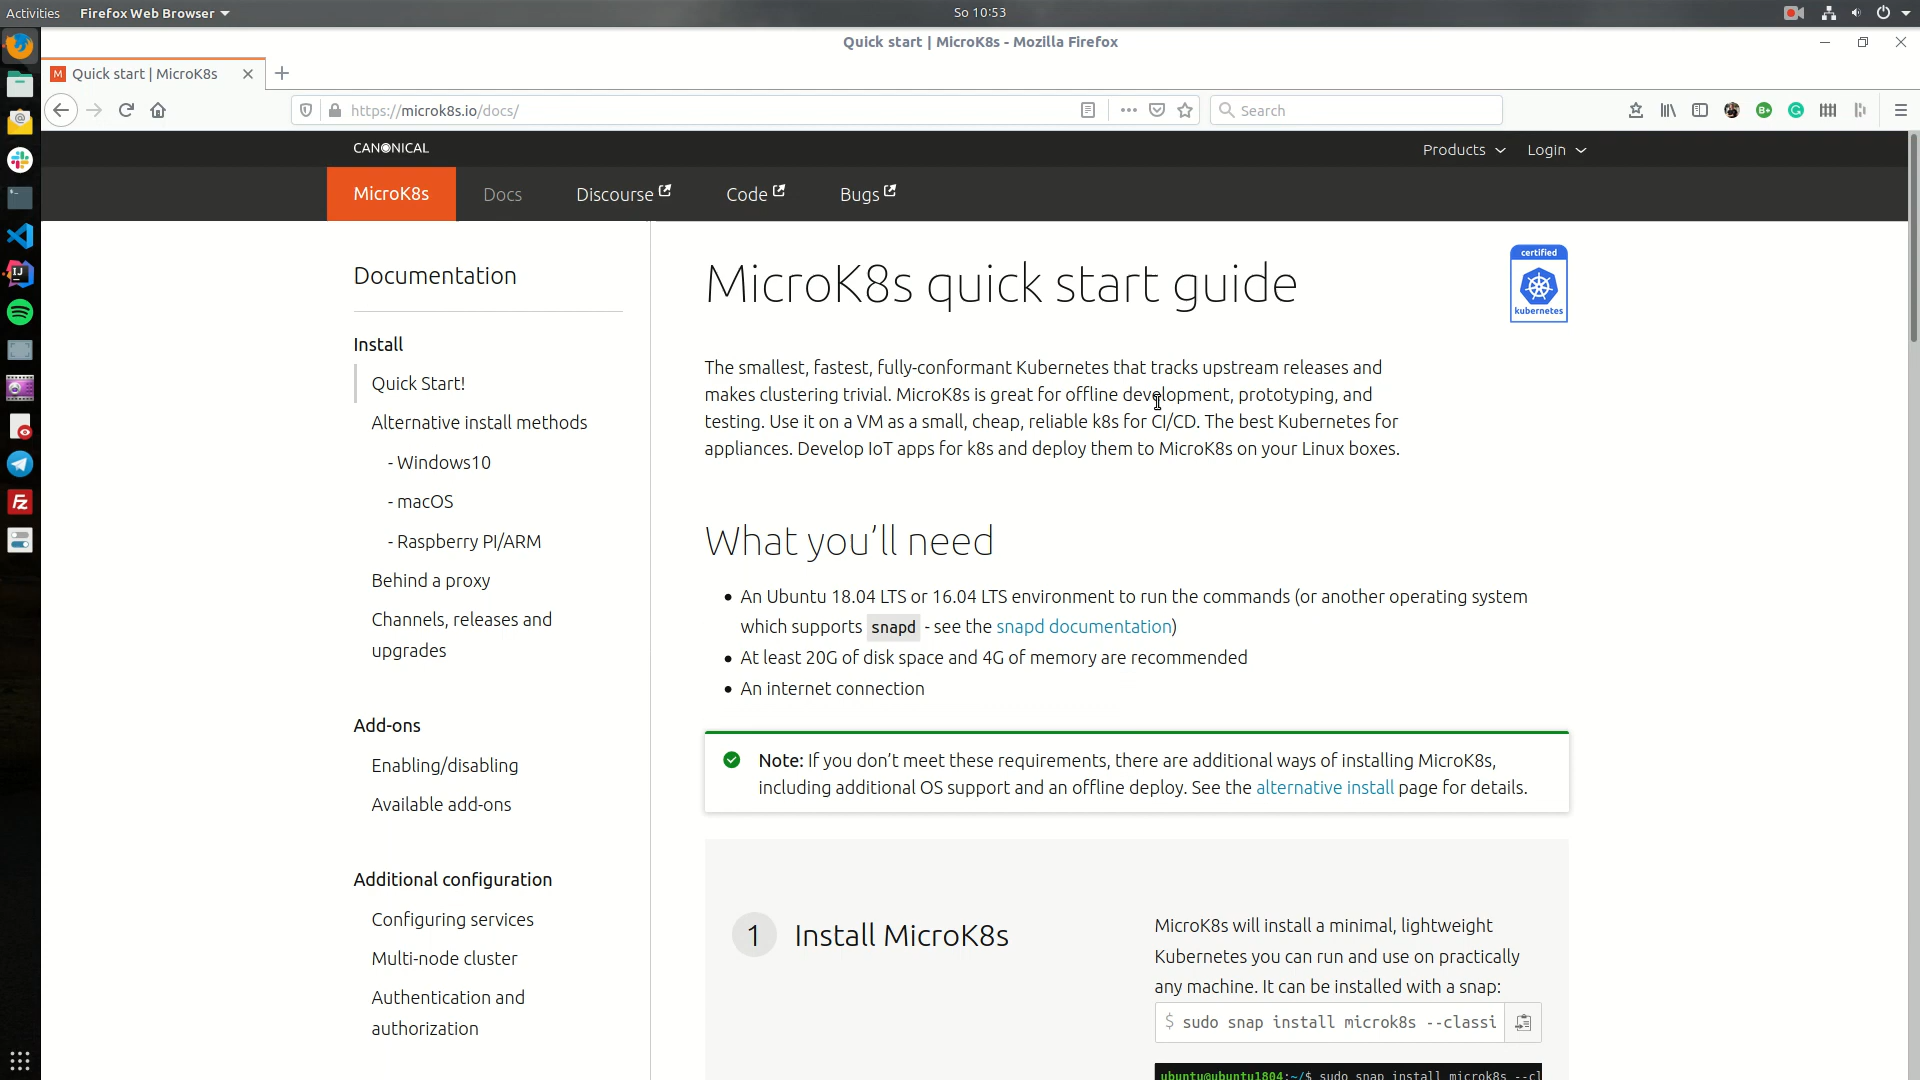 Activities
Firefox Web Browser
So 10:53
Quick start | MicroK8s - Mozilla Firefox
M Quick start | MicroK8s
https://microk8s.io/docs/
Search
CANONICAL
Products
Login
MicroK8s
Docs
Discourse
Code
Bugs
Documentation
Install
Quick Start!
Alternative install methods
- Windows10
- macOS
- Raspberry PI/ARM
Behind a proxy
Channels, releases and
upgrades
Add-ons
Enabling/disabling
Available add-ons
Additional configuration
Configuring services
Multi-node cluster
Authentication and
authorization
MicroK8s quick start guide
certified
kubernetes
The smallest, fastest, fully-conformant Kubernetes that tracks upstream releases and
makes clustering trivial. MicroK8s is great for offline development, prototyping, and
testing. Use it on a VM as a small, cheap, reliable k8s for CI/CD. The best Kubernetes for
appliances. Develop IoT apps for k8s and deploy them to MicroK8s on your Linux boxes.
What you’ll need
• An Ubuntu 18.04 LTS or 16.04 LTS environment to run the commands (or another operating system
which supports snapd - see the snapd documentation)
• At least 20G of disk space and 4G of memory are recommended
• An internet connection
Note: If you don’t meet these requirements, there are additional ways of installing MicroK8s,
including additional OS support and an offline deploy. See the alternative install page for details.
1 Install MicroK8s
MicroK8s will install a minimal, lightweight
Kubernetes you can run and use on practically
any machine. It can be installed with a snap:
$ sudo snap install microk8s --classi
ubuntu@ubuntu1804:~/$ sudo snap install microk8s --cl